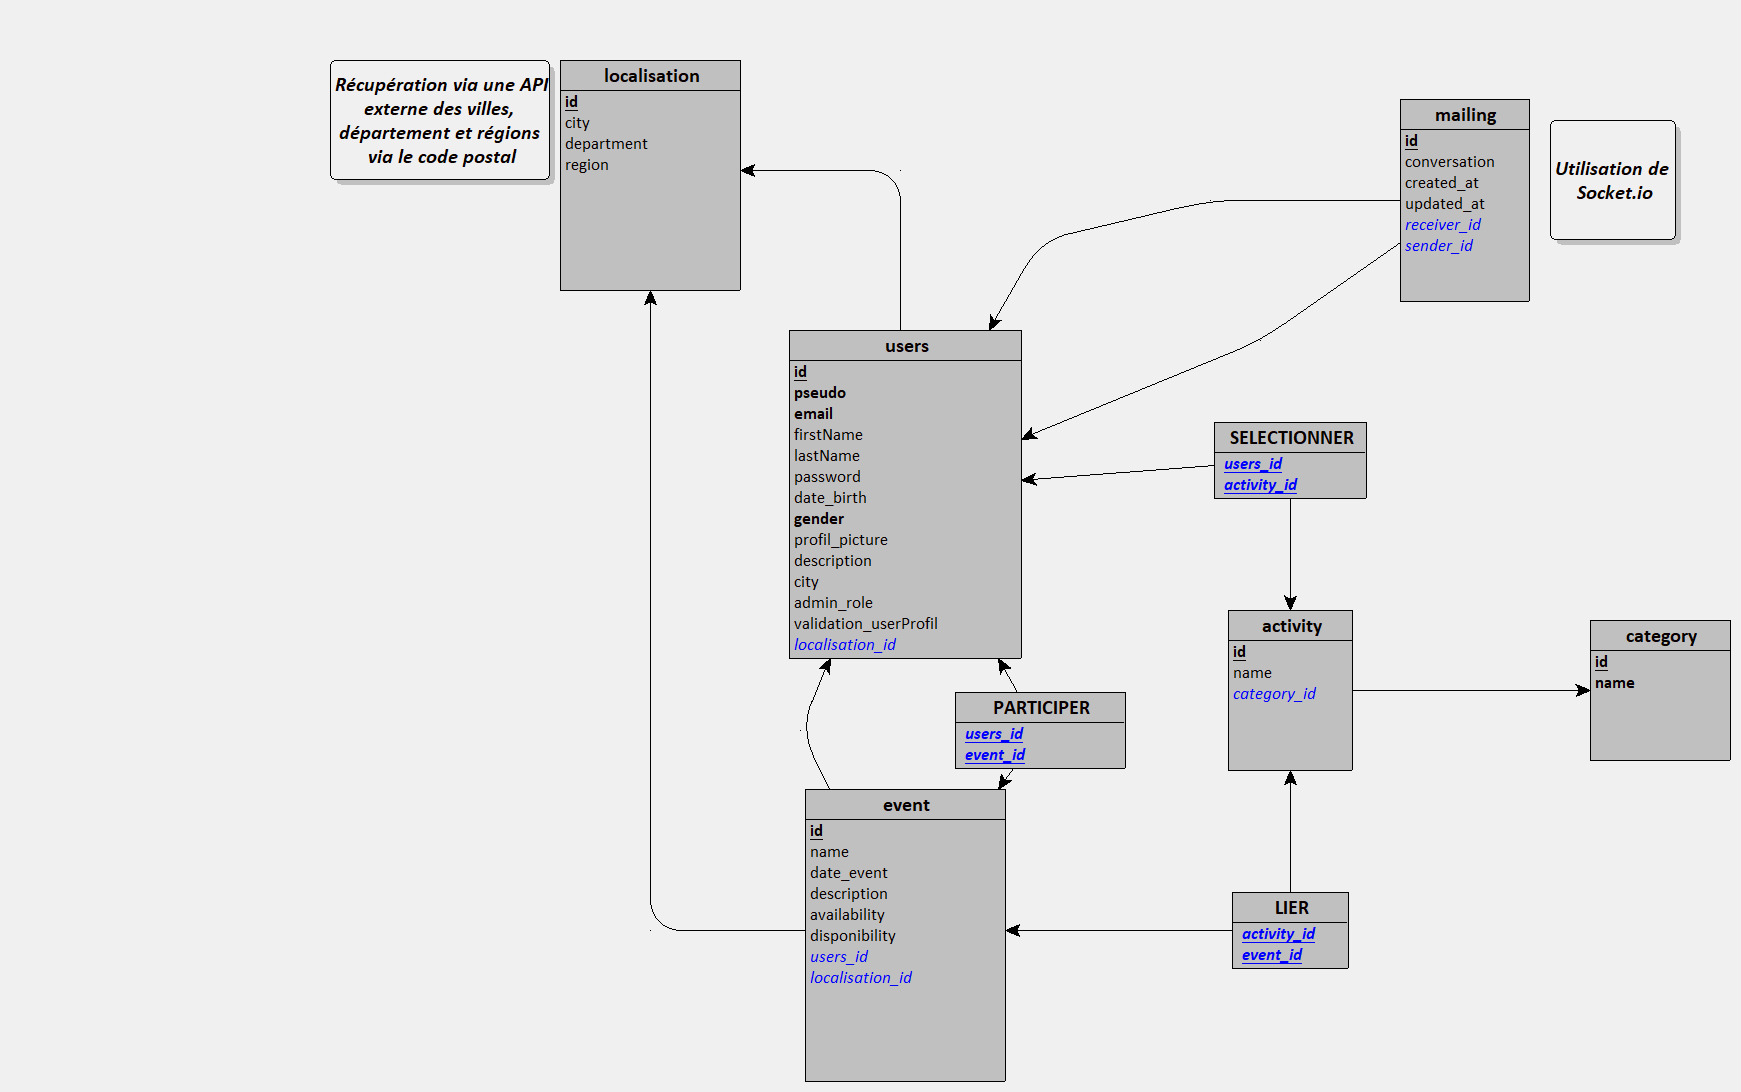 Récupération via une API
externe des villes,
département et régions
via le code postal
localisation
id
city
department
region
mailing
id
conversation
created_at
updated_at
receiver_id
sender_id
Utilisation de
Socket.io
users
id
pseudo
email
firstName
lastName
password
date_birth
gender
profil_picture
description
city
admin_role
validation_userProfil
localisation_id
SELECTIONNER
users_id
activity_id
activity
id
name
category_id
category
id
name
PARTICIPER
users_id
event_id
event
id
name
date_event
description
availability
disponibility
users_id
localisation_id
LIER
activity_id
event_id